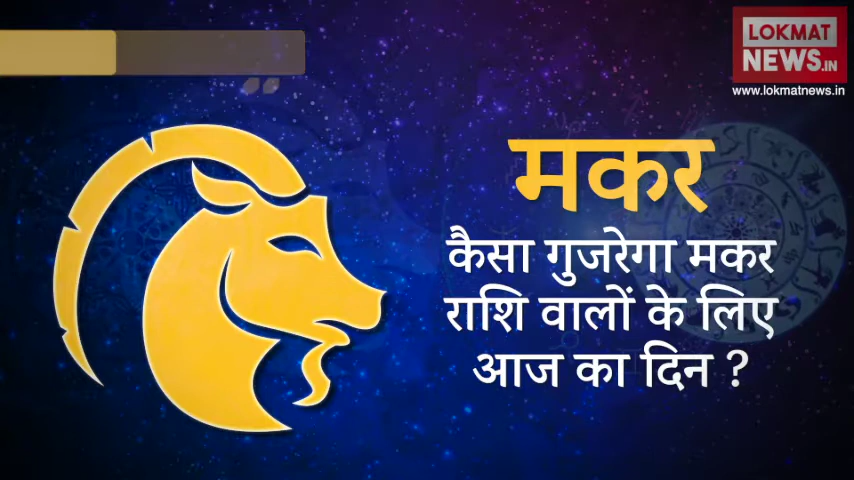 LOKMAT
NEWS.IN
www.lokmatnews.in
मकर
कैसा गुजरेगा मकर
राशि वालों के लिए
आज का दिन ?